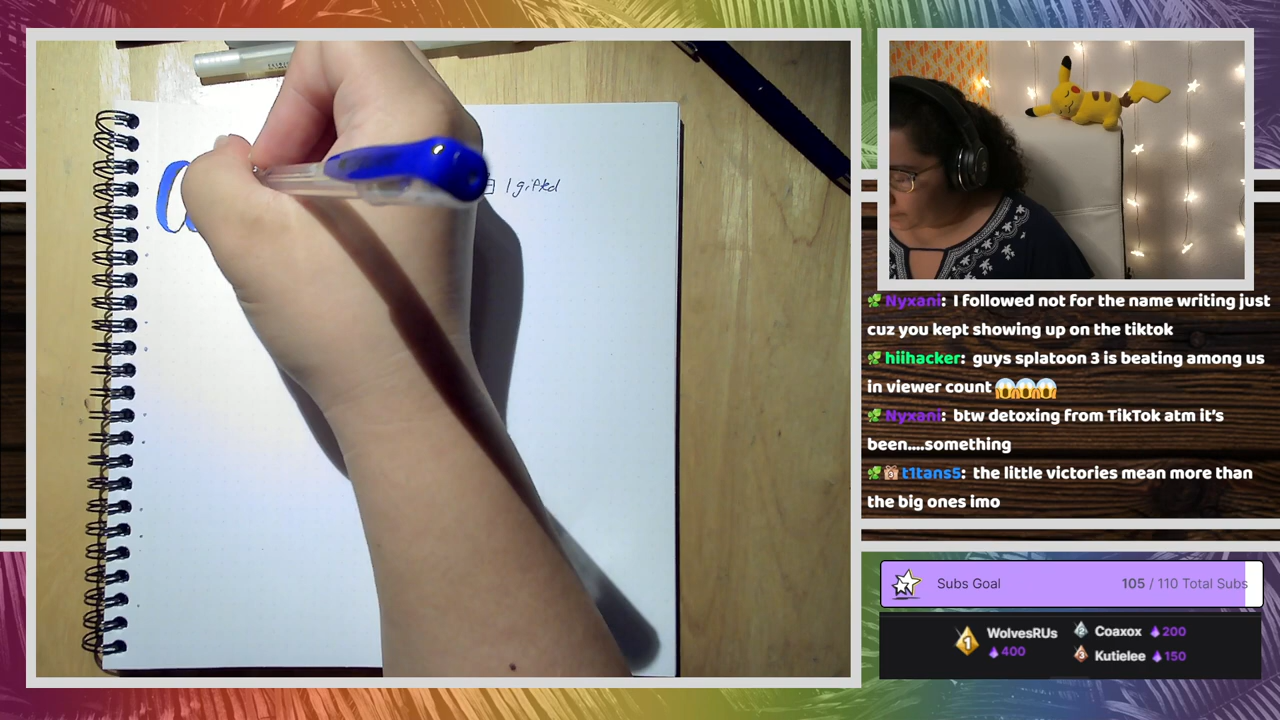 1 gifted
Nyxani: I followed not for the name writing just
cuz you kept showing up on the tiktok
hiihacker: guys splatoon 3 is beating among us
in viewer count 😱😱😱
Nyxani: btw detoxing from TikTok atm it's
been....something
t1tans5: the little victories mean more than
the big ones imo
Subs Goal 105 / 110 Total Subs
1 WolvesRUs 400
2 Coaxox 200
3 Kutielee 150